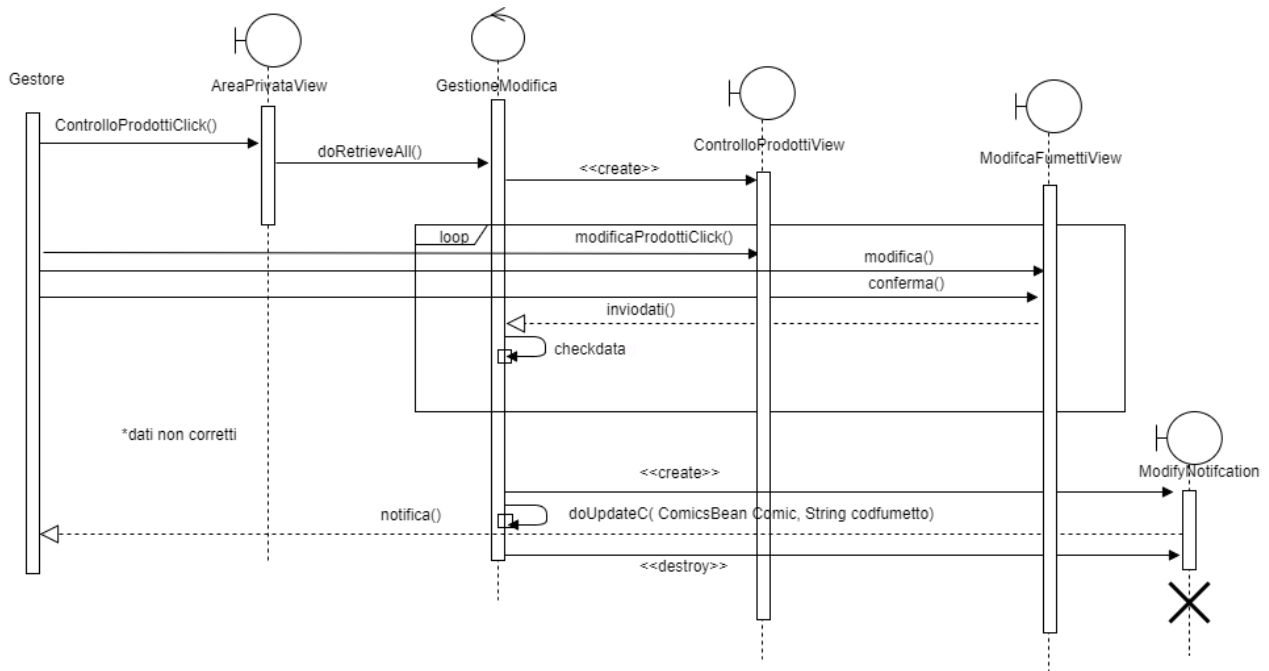 Gestore
AreaPrivataView
GestioneModifica
ControlloProdottiView
ModifcaFumettiView
ControlloProdottiClick()
doRetrieveAll()
<<create>>
loop
modificaProdottiClick()
modifica()
conferma()
inviodati()
checkdata
*dati non corretti
ModifyNotifcation
<<create>>
notifica()
doUpdateC( ComicsBean Comic, String codfumetto)
<<destroy>>